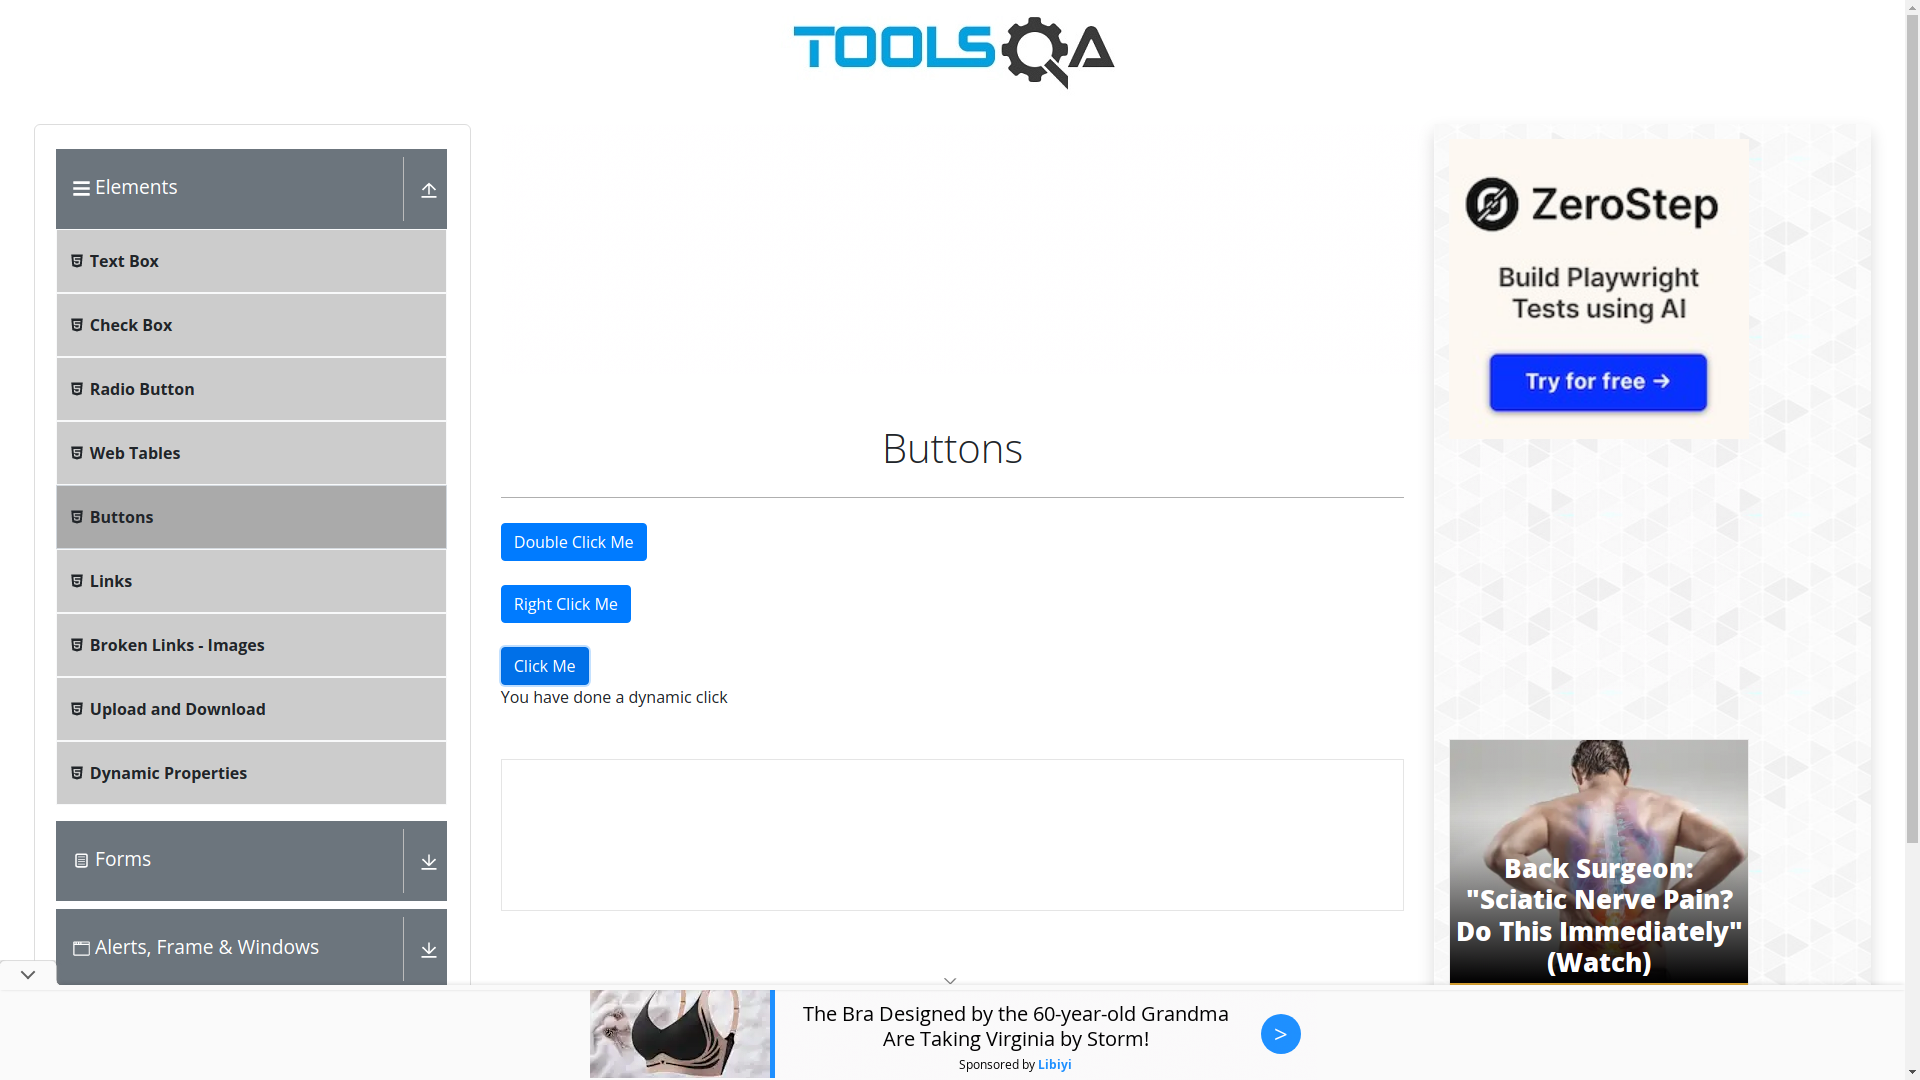 TOOLSQA
Elements
Text Box
Check Box
Radio Button
Web Tables
Buttons
Links
Broken Links - Images
Upload and Download
Dynamic Properties
Forms
Alerts, Frame & Windows
Buttons
Double Click Me
Right Click Me
Click Me
You have done a dynamic click
ZeroStep
Build Playwright
Tests using AI
Try for free →
Back Surgeon:
"Sciatic Nerve Pain?
Do This Immediately"
(Watch)
The Bra Designed by the 60-year-old Grandma
Are Taking Virginia by Storm!
Sponsored by Libiyi
>